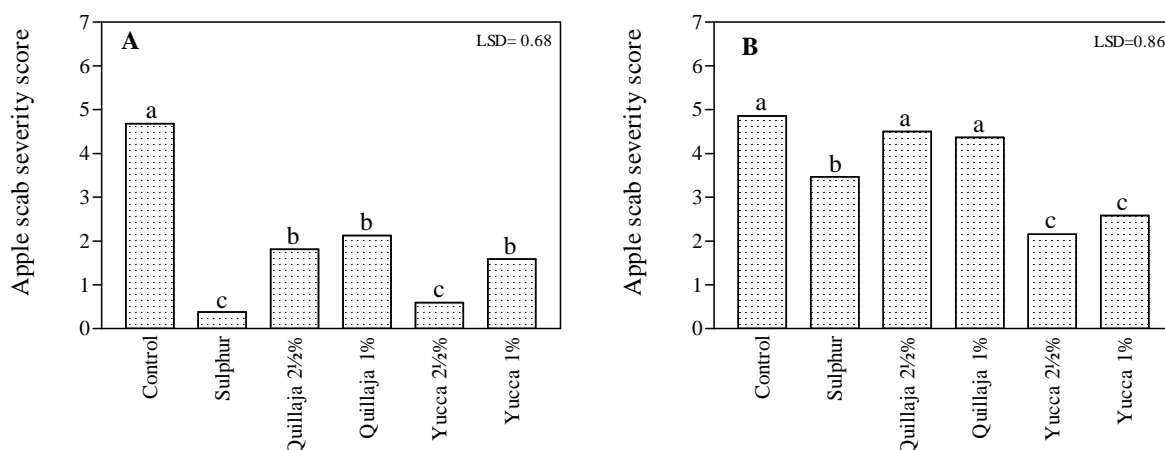 A
LSD= 0.68
Apple scab severity score
7
6
5
4
3
2
1
0
a
c
b
b
c
b
Control
Sulphur
Quillaja 2½%
Quillaja 1%
Yucca 2½%
Yucca 1%
B
LSD=0.86
Apple scab severity score
7
6
5
4
3
2
1
0
a
b
a
a
c
c
Control
Sulphur
Quillaja 2½%
Quillaja 1%
Yucca 2½%
Yucca 1%